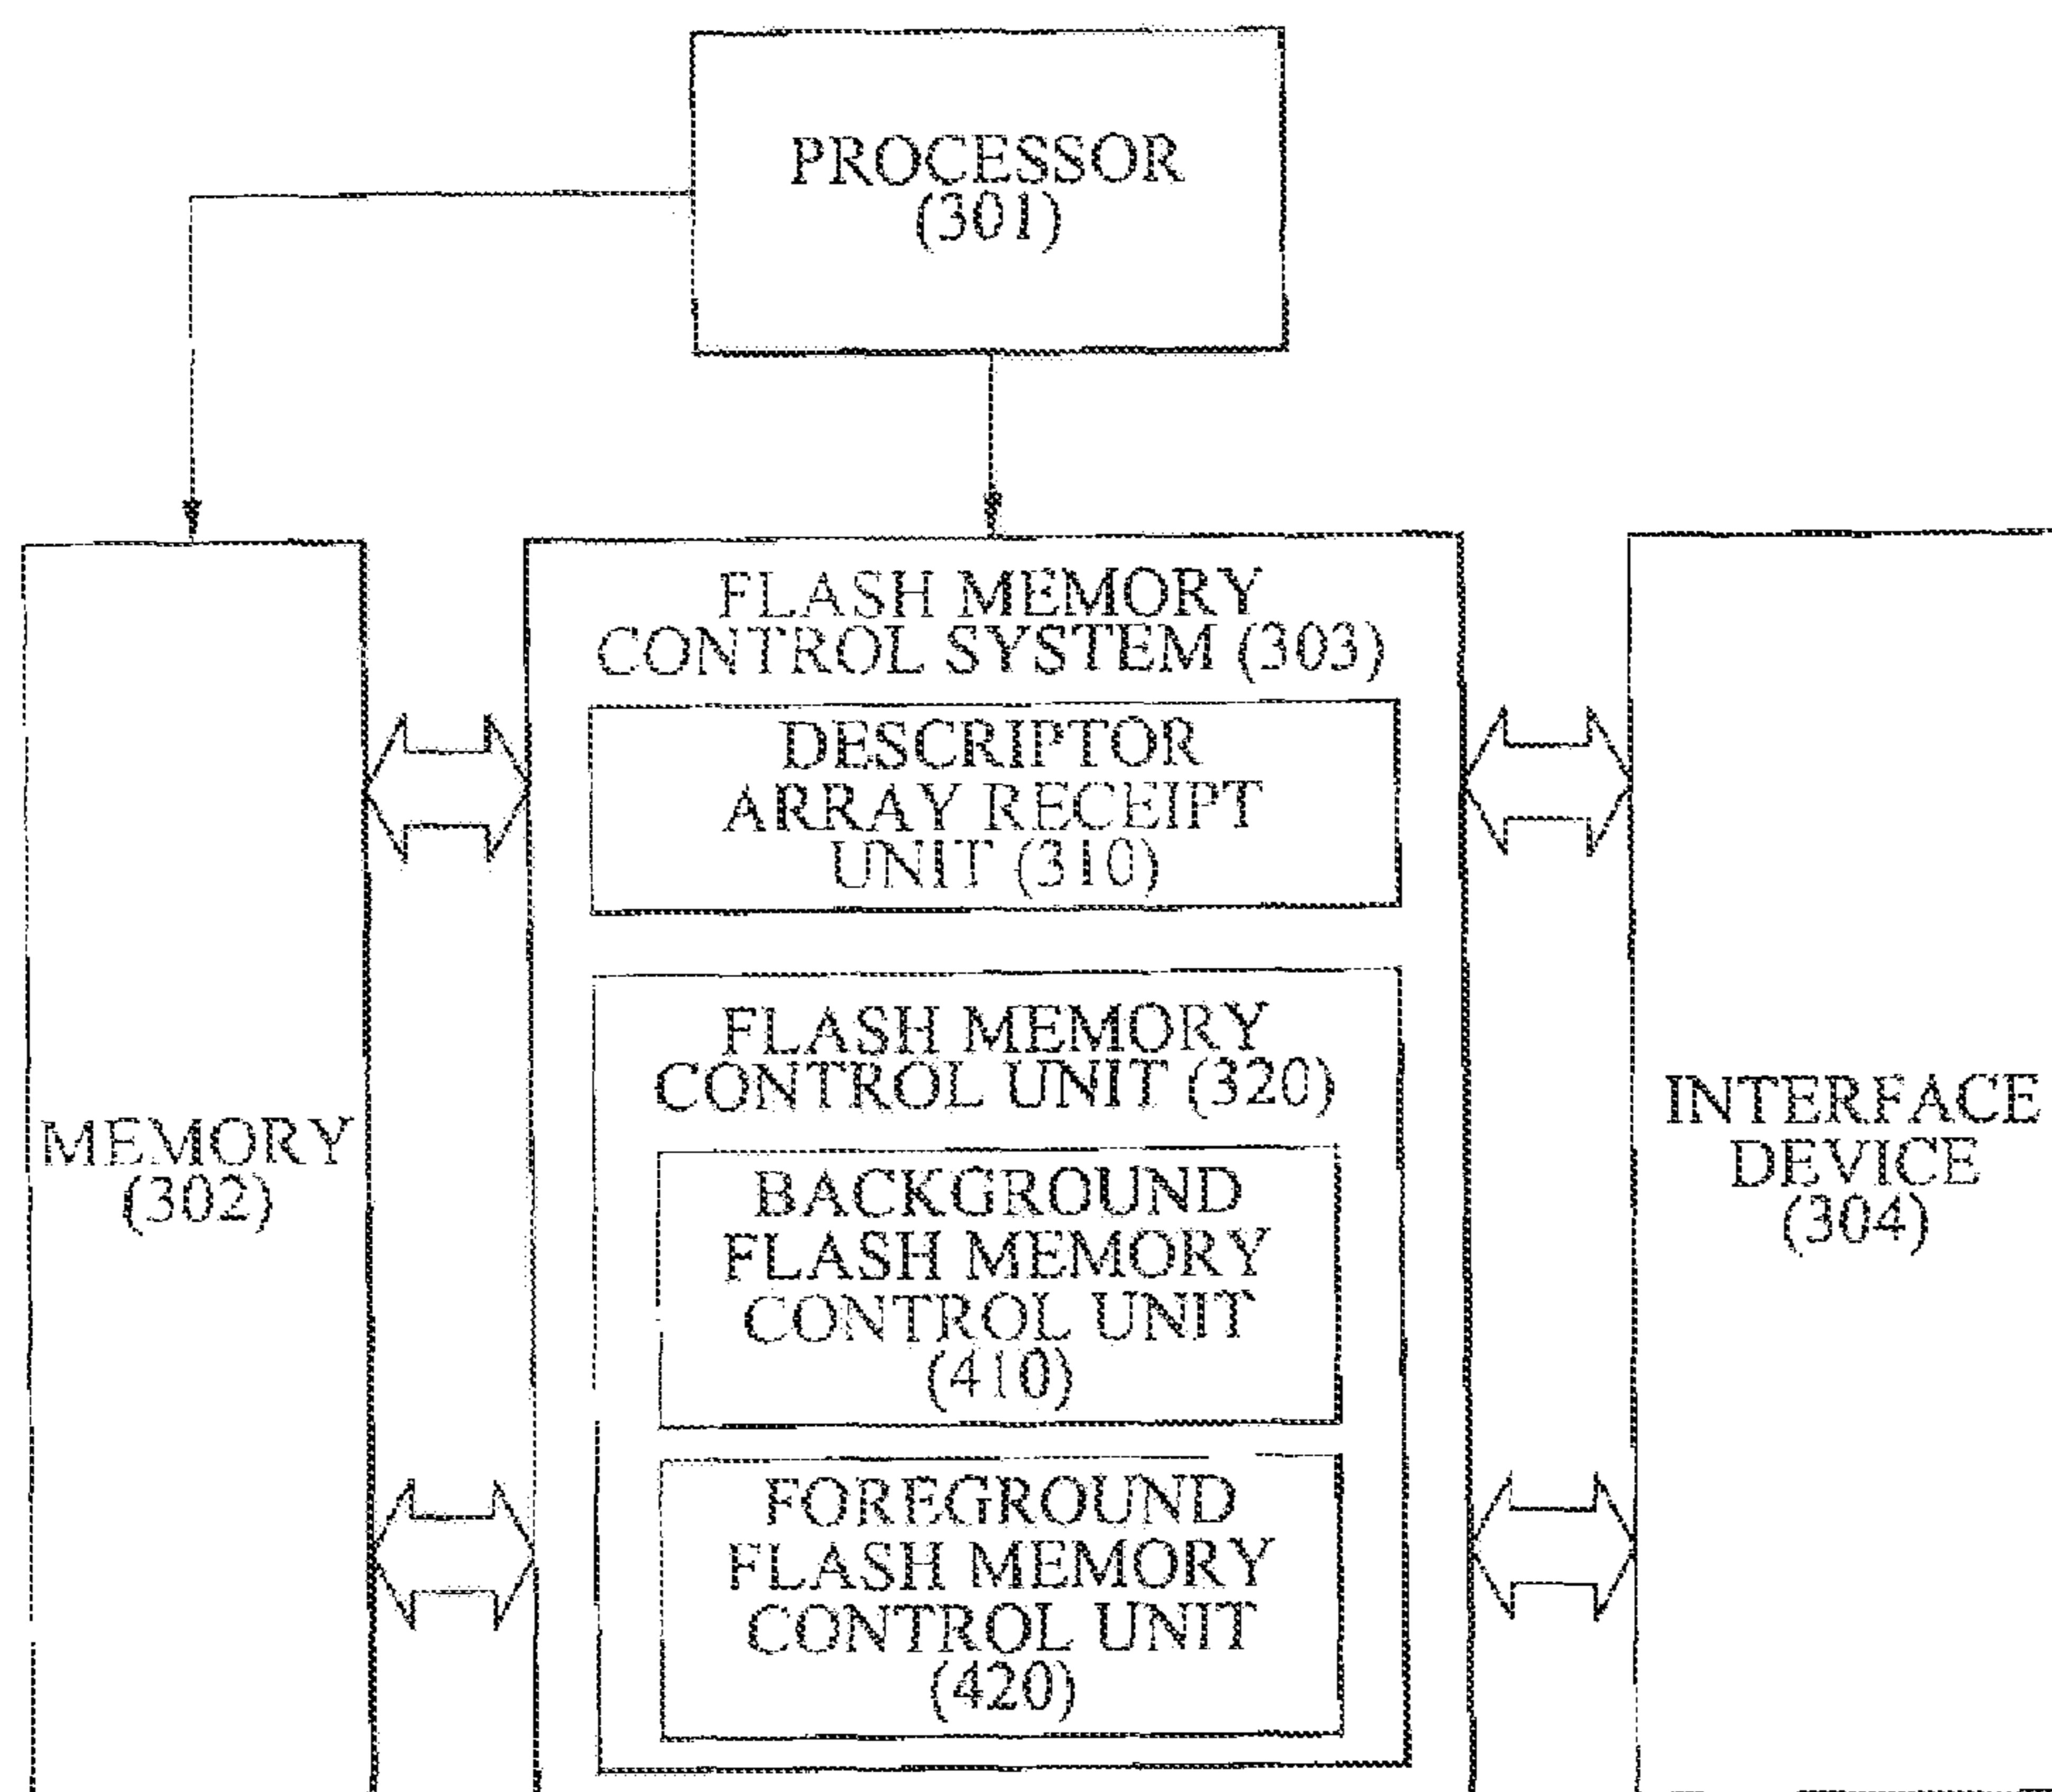 PROCESSOR
(301)
FLASH MEMORY
CONTROL SYSTEM (303)
DESCRIPTOR
ARRAY RECEIPT
UNIT (310)
FLASH MEMORY
CONTROL UNIT (320)
MEMORY
(302)
BACKGROUND
FLASH MEMORY
CONTROL UNIT
(410)
FOREGROUND
FLASH MEMORY
CONTROL UNIT
(420)
INTERFACE
DEVICE
(304)